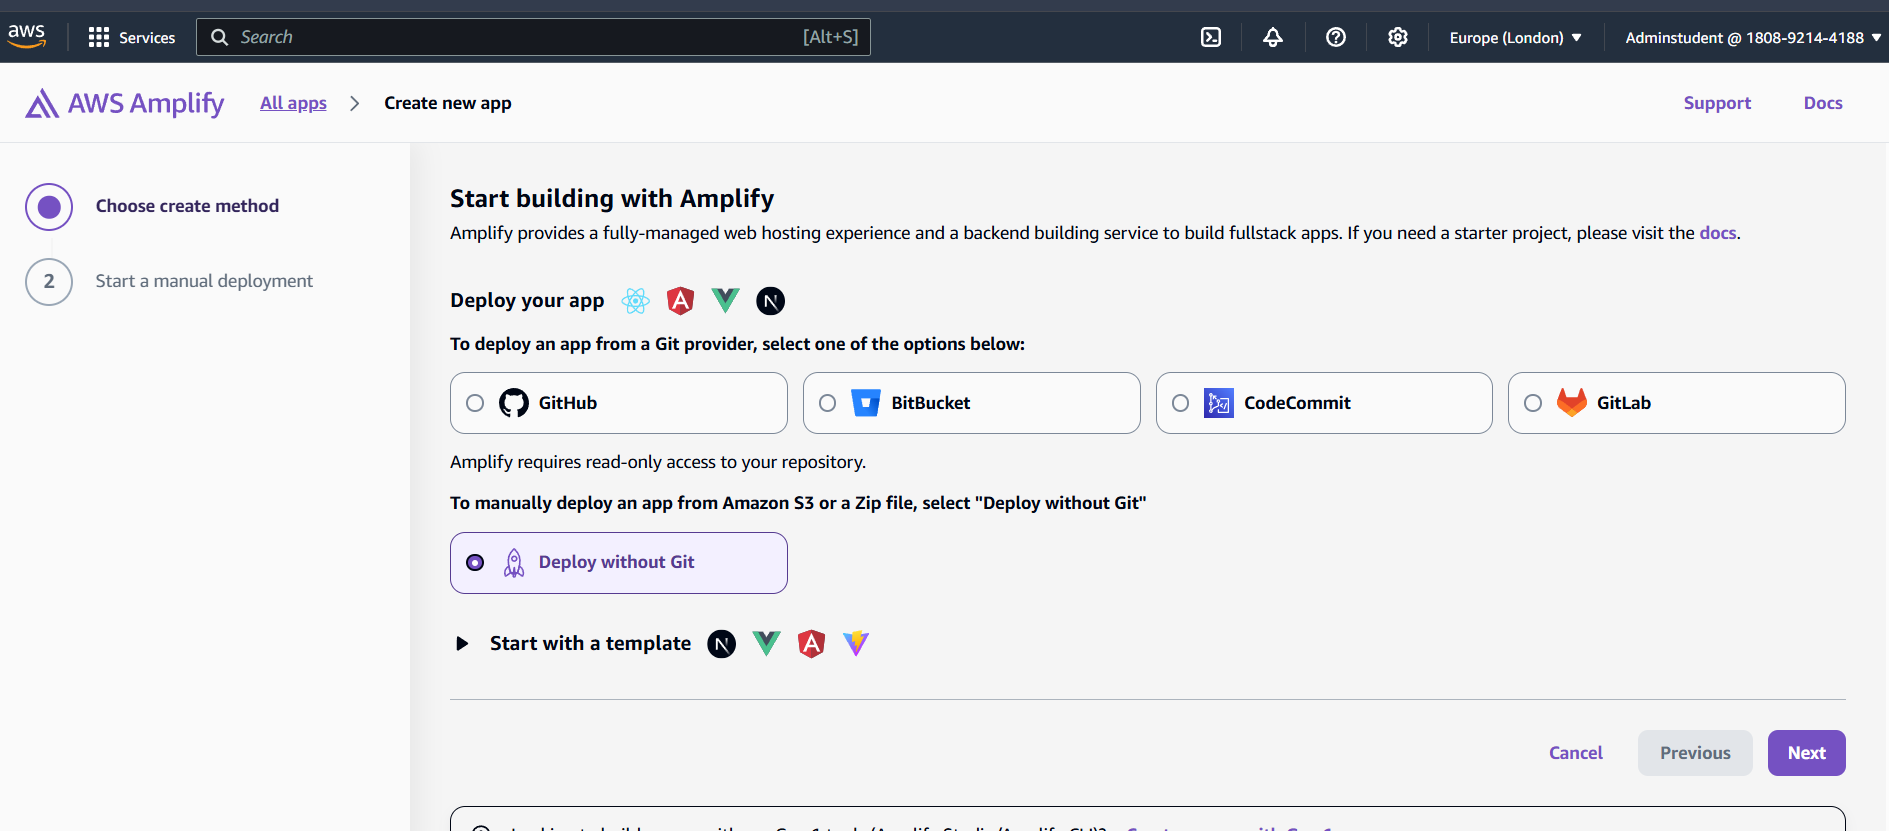 aws
Services
Search
[Alt+S]
Europe (London)
Adminstudent @ 1808-9214-4188
AWS Amplify
All apps
Create new app
Support
Docs
Choose create method
2
Start a manual deployment
Start building with Amplify
Amplify provides a fully-managed web hosting experience and a backend building service to build fullstack apps. If you need a starter project, please visit the docs.
Deploy your app
To deploy an app from a Git provider, select one of the options below:
GitHub
BitBucket
CodeCommit
GitLab
Amplify requires read-only access to your repository.
To manually deploy an app from Amazon S3 or a Zip file, select "Deploy without Git"
Deploy without Git
Start with a template
Cancel
Previous
Next